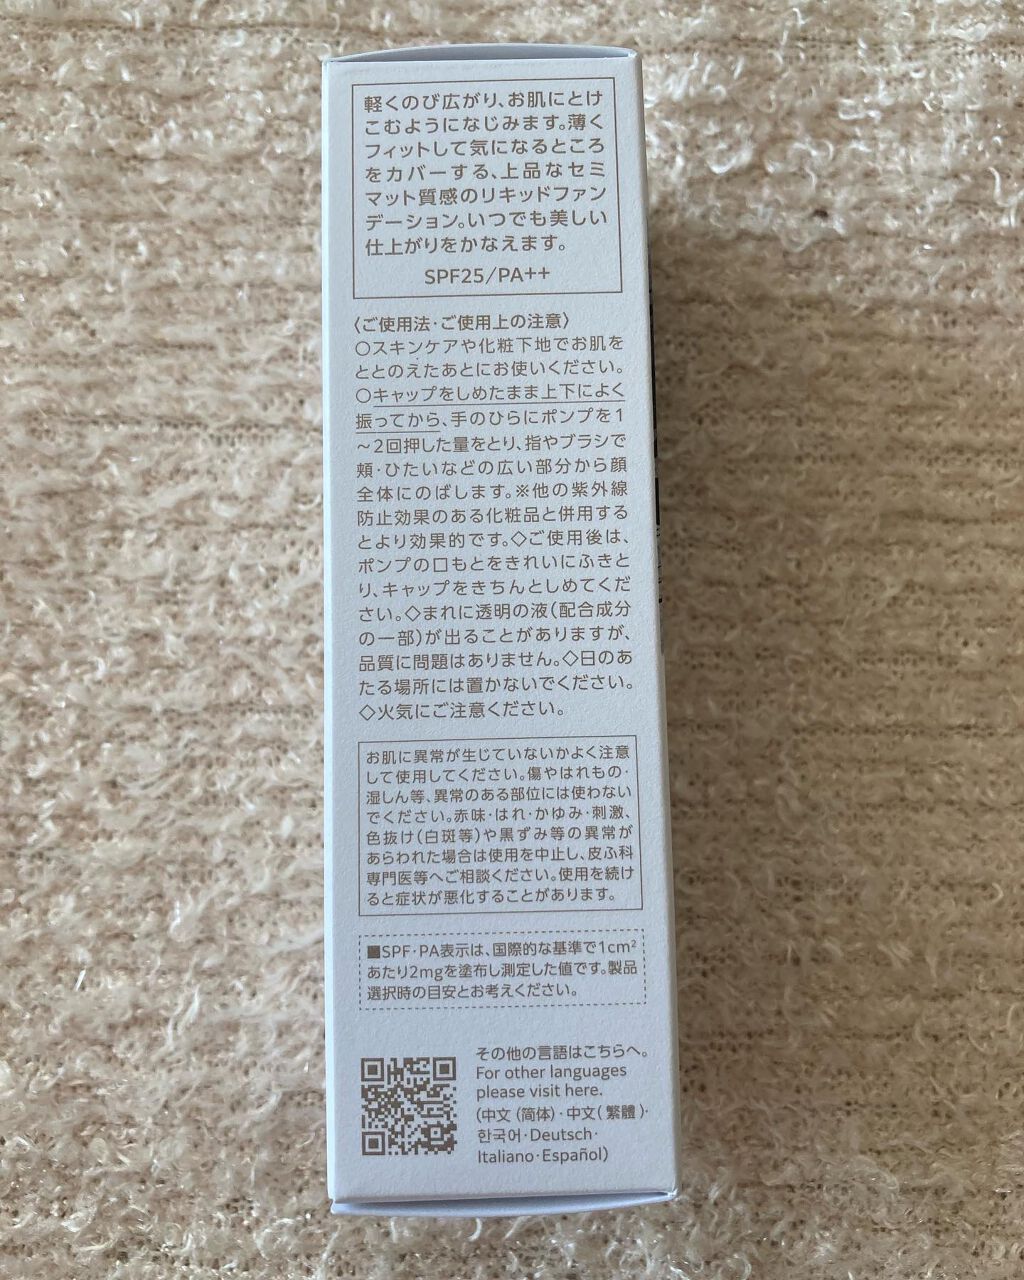 軽くのび広がり、お肌にとけ
こむようになじみます。薄く
フィットして気になるところ
をカバーする、上品なセミ
マット質感のリキッドファン
デーション。いつでも美しい
仕上がりをかなえます。
SPF25/PA++
〈ご使用法・ご使用上の注意〉
○スキンケアや化粧下地でお肌を
ととのえたあとにお使いください。
○キャップをしめたまま上下によく
振ってから、手のひらにポンプを1
～2回押した量をとり、指やブラシで
頬・ひたいなどの広い部分から顔
全体にのばします。※他の紫外線
防止効果のある化粧品と併用する
とより効果的です。◇ご使用後は、
ポンプの口もとをきれいにふきと
り、キャップをきちんとしめてくだ
さい。◇まれに透明の液（配合成分
の一部）が出ることがありますが、
品質に問題はありません。◇日のあ
たる場所には置かないでください。
◇火気にご注意ください。
お肌に異常が生じていないかよく注意
して使用してください。傷やはれもの・
湿しん等、異常のある部位には使わない
でください。赤味・はれ・かゆみ・刺激、
色抜け（白斑等）や黒ずみ等の異常が
あらわれた場合は使用を中止し、皮ふ科
専門医等へご相談ください。使用を続け
ると症状が悪化することがあります。
■SPF・PA表示は、国際的な基準で1cm²
あたり2mgを塗布し測定した値です。製品
選択時の目安とお考えください。
その他の言語はこちらへ。
For other languages
please visit here.
(中文(简体)・中文(繁體)・
한국어・Deutsch・
Italiano・Español)